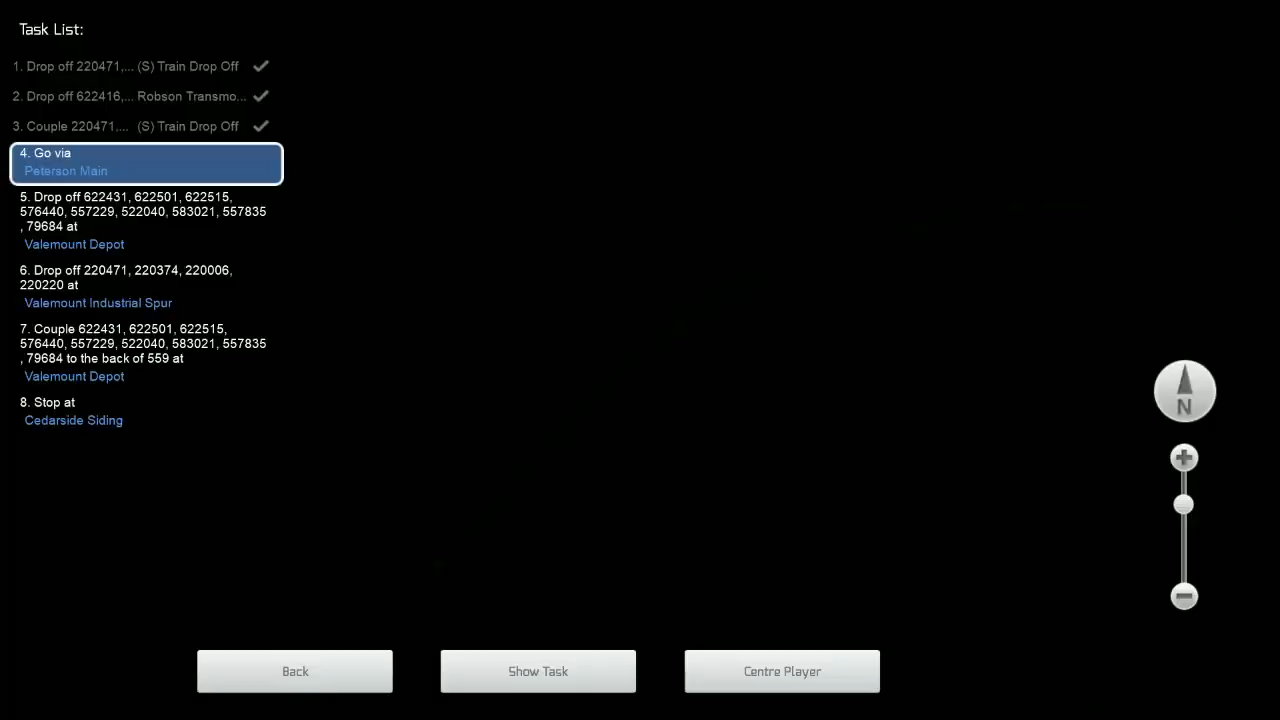 Task List:
1. Drop off 220471,... (S) Train Drop Off
2. Drop off 622416,... Robson Transmo...
3. Couple 220471,... (S) Train Drop Off
4. Go via
Peterson Main
5. Drop off 622431, 622501, 622515,
576440, 557229, 522040, 583021, 557835
, 79684 at
Valemount Depot
6. Drop off 220471, 220374, 220006,
220220 at
Valemount Industrial Spur
7. Couple 622431, 622501, 622515,
576440, 557229, 522040, 583021, 557835
, 79684 to the back of 559 at
Valemount Depot
8. Stop at
Cedarside Siding
N
Back
Show Task
Centre Player